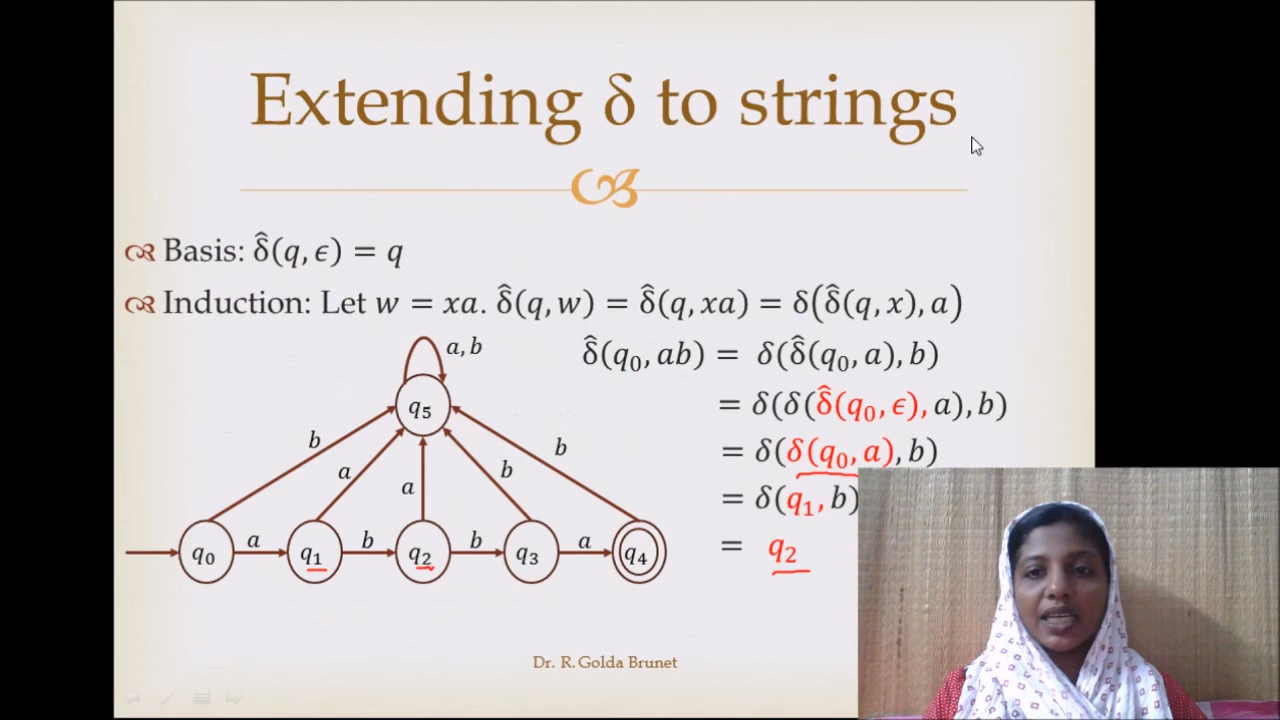 Extending δ to strings
Basis: δ̂(q, ϵ) = q
Induction: Let w = xa. δ̂(q, w) = δ̂(q, xa) = δ(δ̂(q, x), a)
δ̂(q₀, ab) = δ(δ̂(q₀, a), b)
= δ(δ(δ̂(q₀, ϵ), a), b)
= δ(δ(q₀, a), b)
= δ(q₁, b)
= q₂
a, b
q₅
b
a
a
b
b
q₀
a
q₁
b
q₂
b
q₃
a
q₄
Dr. R. Golda Brunet